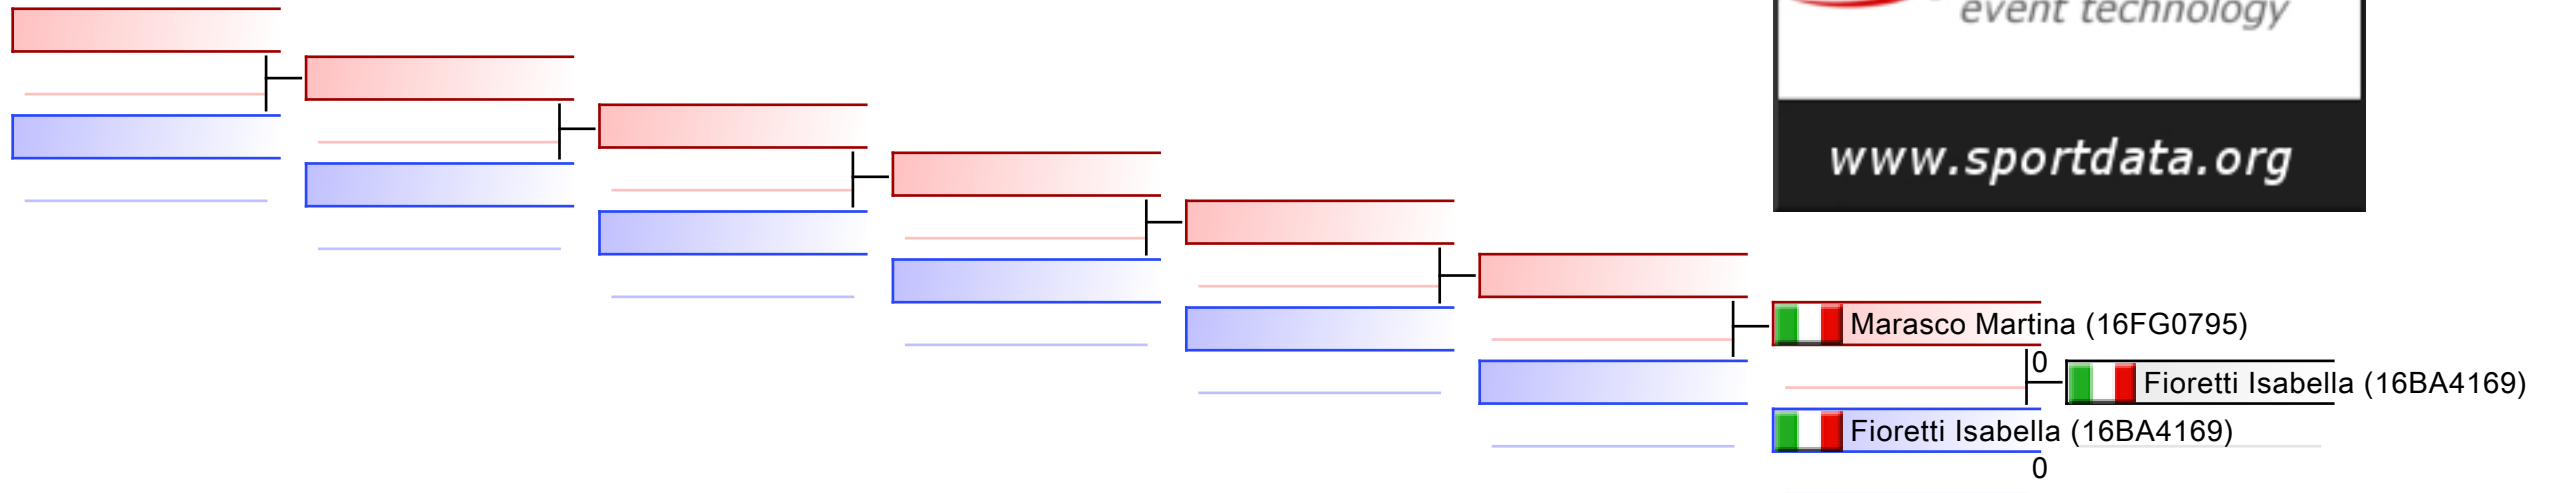 event technology
www.sportdata.org
Marasco Martina (16FG0795)
0
Fioretti Isabella (16BA4169)
Fioretti Isabella (16BA4169)
0